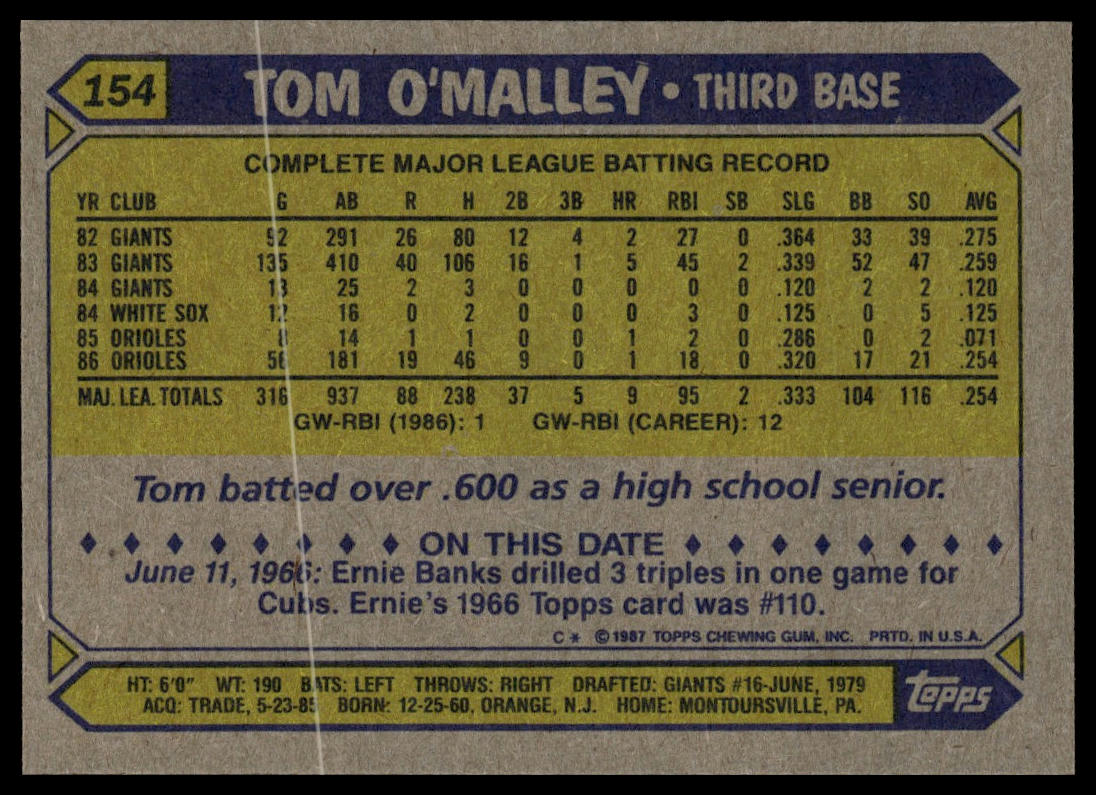 154 TOM O'MALLEY • THIRD BASE
COMPLETE MAJOR LEAGUE BATTING RECORD
YR CLUB G AB R H 2B 3B HR RBI SB SLG BB SO AVG
82 GIANTS 92 291 26 80 12 4 2 27 0 .364 33 39 .275
83 GIANTS 135 410 40 106 16 1 5 45 2 .339 52 47 .259
84 GIANTS 13 25 2 3 0 0 0 0 0 .120 2 2 .120
84 WHITE SOX 12 16 0 2 0 0 0 3 0 .125 0 5 .125
85 ORIOLES 8 14 1 1 0 0 1 2 0 .286 0 2 .071
86 ORIOLES 56 181 19 46 9 0 1 18 0 .320 17 21 .254
MAJ. LEA. TOTALS 316 937 88 238 37 5 9 95 2 .333 104 116 .254
GW-RBI (1986): 1 GW-RBI (CAREER): 12
Tom batted over .600 as a high school senior.
♦ ♦ ♦ ♦ ♦ ♦ ♦ ♦ ON THIS DATE ♦ ♦ ♦ ♦ ♦ ♦ ♦ ♦
June 11, 1966: Ernie Banks drilled 3 triples in one game for
Cubs. Ernie's 1966 Topps card was #110.
C * ©1987 TOPPS CHEWING GUM, INC. PRTD. IN U.S.A.
HT: 6'0" WT: 190 BATS: LEFT THROWS: RIGHT DRAFTED: GIANTS #16-JUNE, 1979
ACQ: TRADE, 5-23-85 BORN: 12-25-60, ORANGE, N.J. HOME: MONTOURSVILLE, PA.
topps